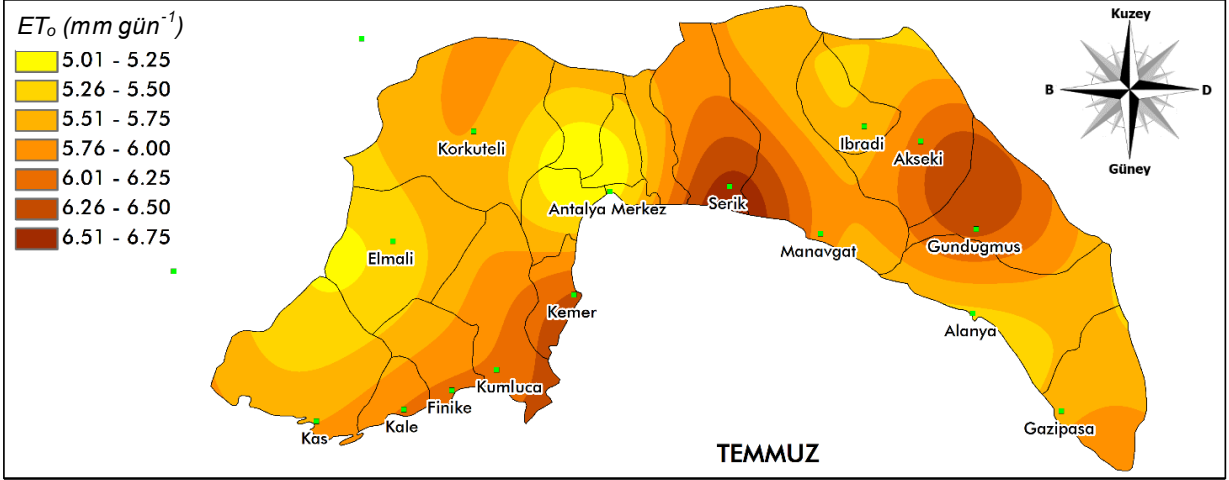 ETo (mm gün-1)
5.01 - 5.25
5.26 - 5.50
5.51 - 5.75
5.76 - 6.00
6.01 - 6.25
6.26 - 6.50
6.51 - 6.75
Kuzey
B
D
Güney
Korkuteli
Ibradi
Akseki
Antalya Merkez
Serik
Elmali
Manavgat
Gundugmus
Kemer
Alanya
Kumluca
Finike
Kale
Kas
Gazipasa
TEMMUZ